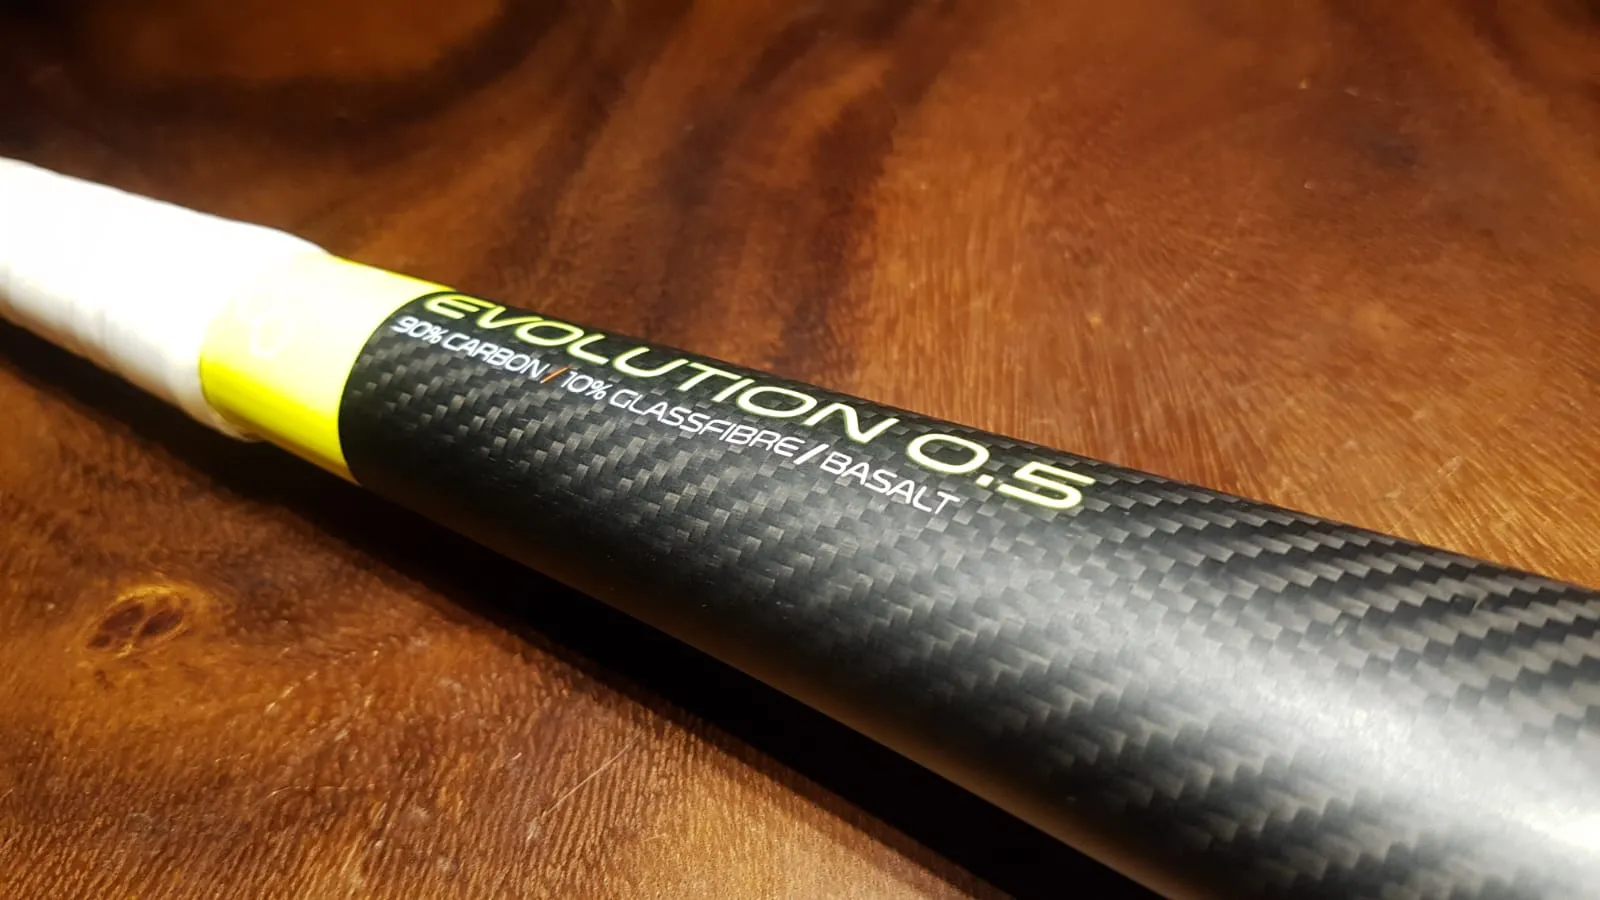 EVOLUTION 0.5
90% CARBON / 10% GLASSFIBRE / BASALT